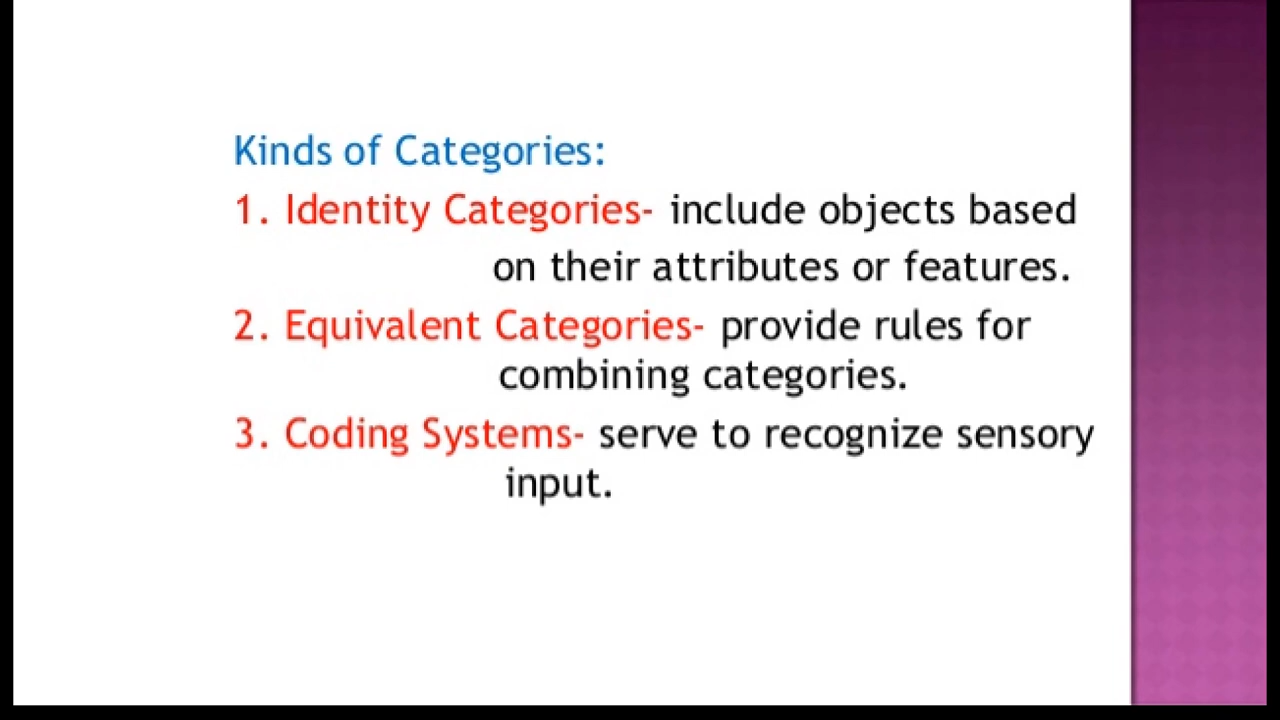 Kinds of Categories:
1. Identity Categories- include objects based
on their attributes or features.
2. Equivalent Categories- provide rules for
combining categories.
3. Coding Systems- serve to recognize sensory
input.